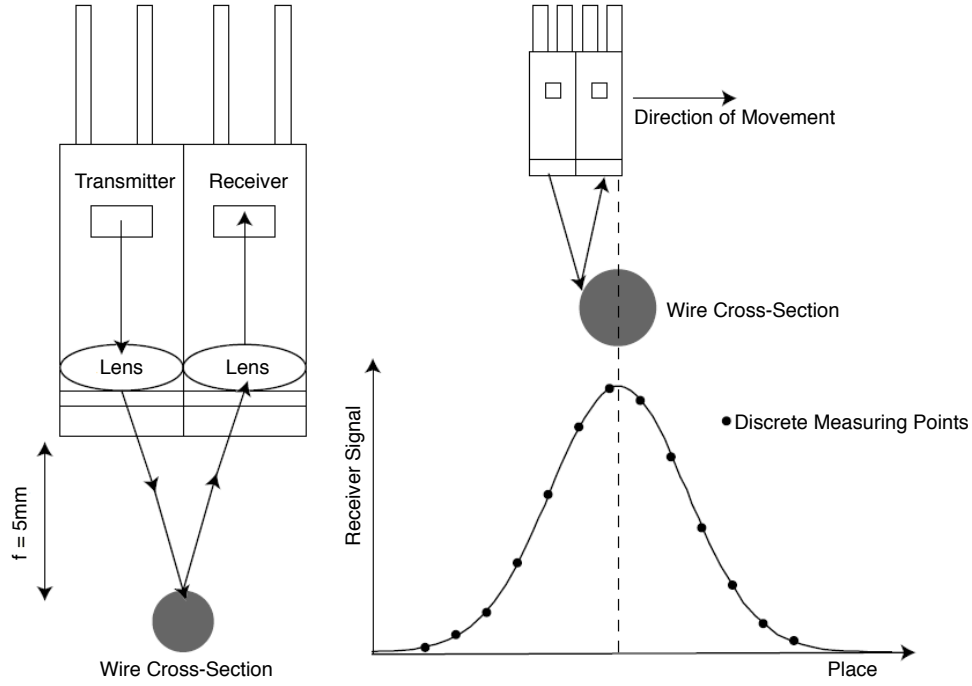 Transmitter
Receiver
Lens
Lens
f = 5mm
Wire Cross-Section
Direction of Movement
Wire Cross-Section
Receiver Signal
Discrete Measuring Points
Place